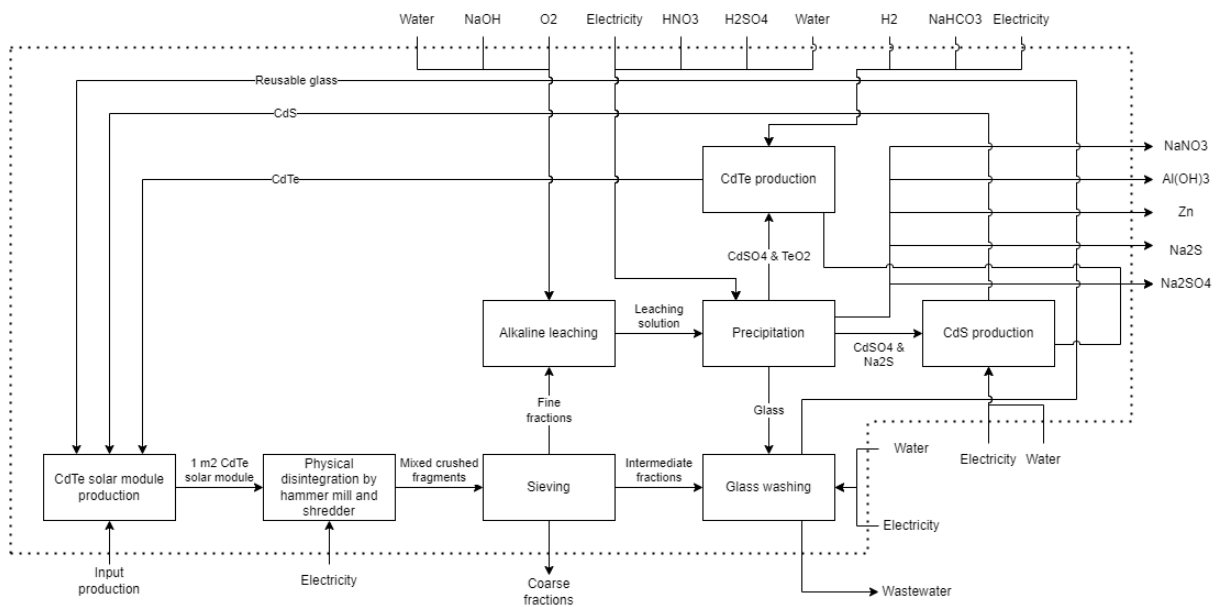 Water NaOH O2 Electricity HNO3 H2SO4 Water H2 NaHCO3 Electricity
Reusable glass
CdS
NaNO3
CdTe
CdTe production
Al(OH)3
Zn
CdSO4 & TeO2
Na2S
Na2SO4
Alkaline leaching
Leaching
solution
Precipitation
CdSO4 &
Na2S
CdS production
Fine
fractions
Glass
Water
Electricity
Water
CdTe solar module
production
1 m2 CdTe
solar module
Physical
disintegration by
hammer mill and
shredder
Mixed crushed
fragments
Sieving
Intermediate
fractions
Glass washing
Electricity
Input
production
Electricity
Coarse
fractions
Wastewater